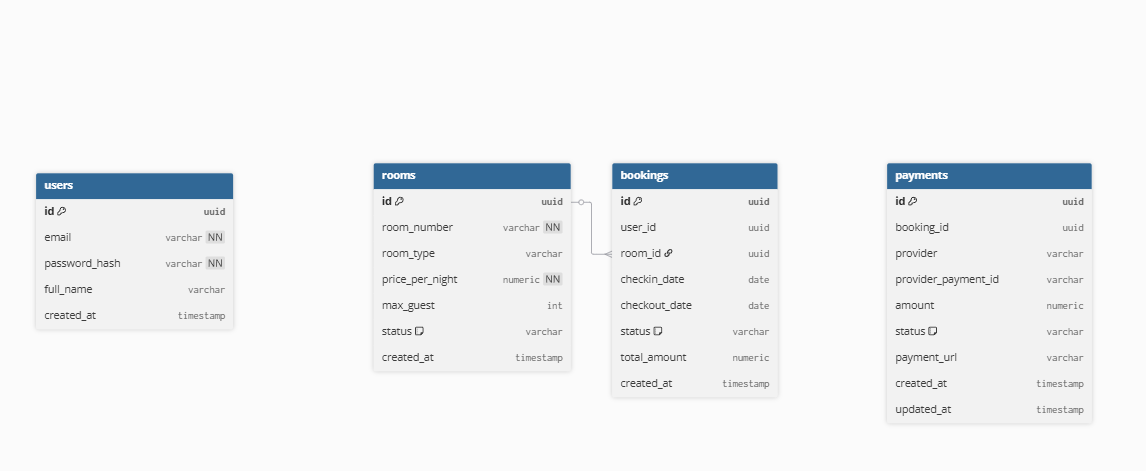 users
id uuid
email varchar NN
password_hash varchar NN
full_name varchar
created_at timestamp
rooms
id uuid
room_number varchar NN
room_type varchar
price_per_night numeric NN
max_guest int
status varchar
created_at timestamp
bookings
id uuid
user_id uuid
room_id uuid
checkin_date date
checkout_date date
status varchar
total_amount numeric
created_at timestamp
payments
id uuid
booking_id uuid
provider varchar
provider_payment_id varchar
amount numeric
status varchar
payment_url varchar
created_at timestamp
updated_at timestamp